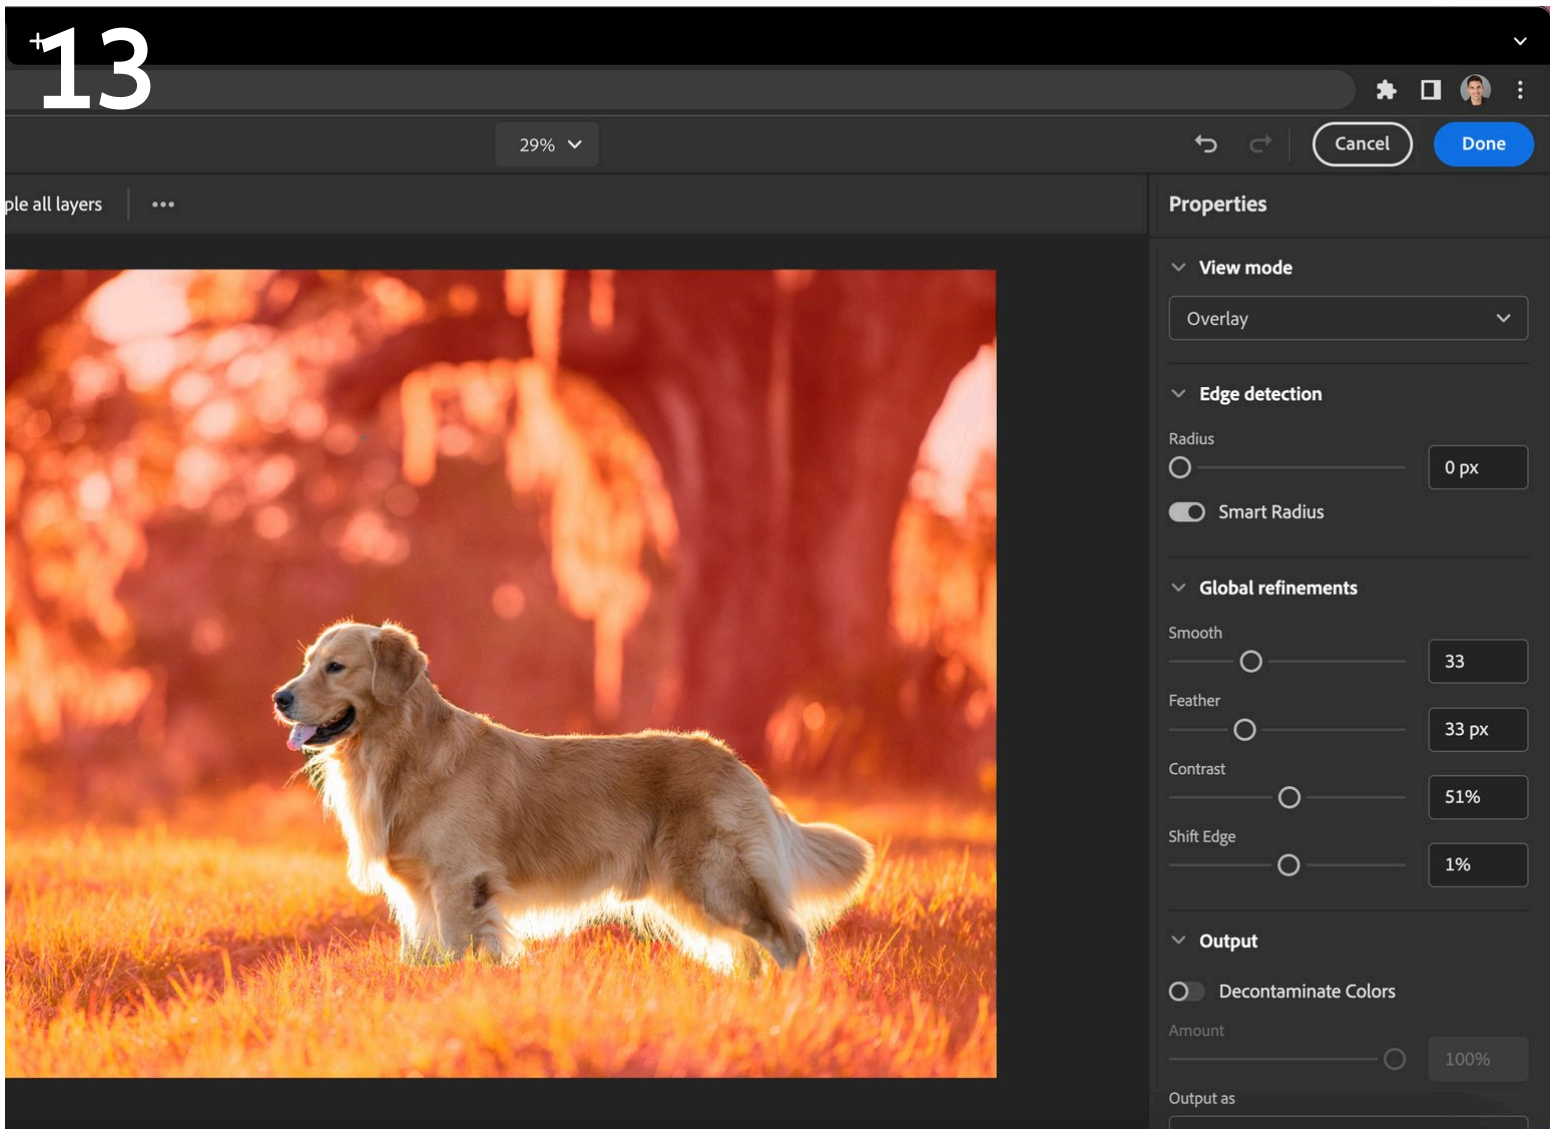 13
29%
Cancel
Done
ple all layers
Properties
View mode
Overlay
Edge detection
Radius
0 px
Smart Radius
Global refinements
Smooth
33
Feather
33 px
Contrast
51%
Shift Edge
1%
Output
Decontaminate Colors
Amount
100%
Output as